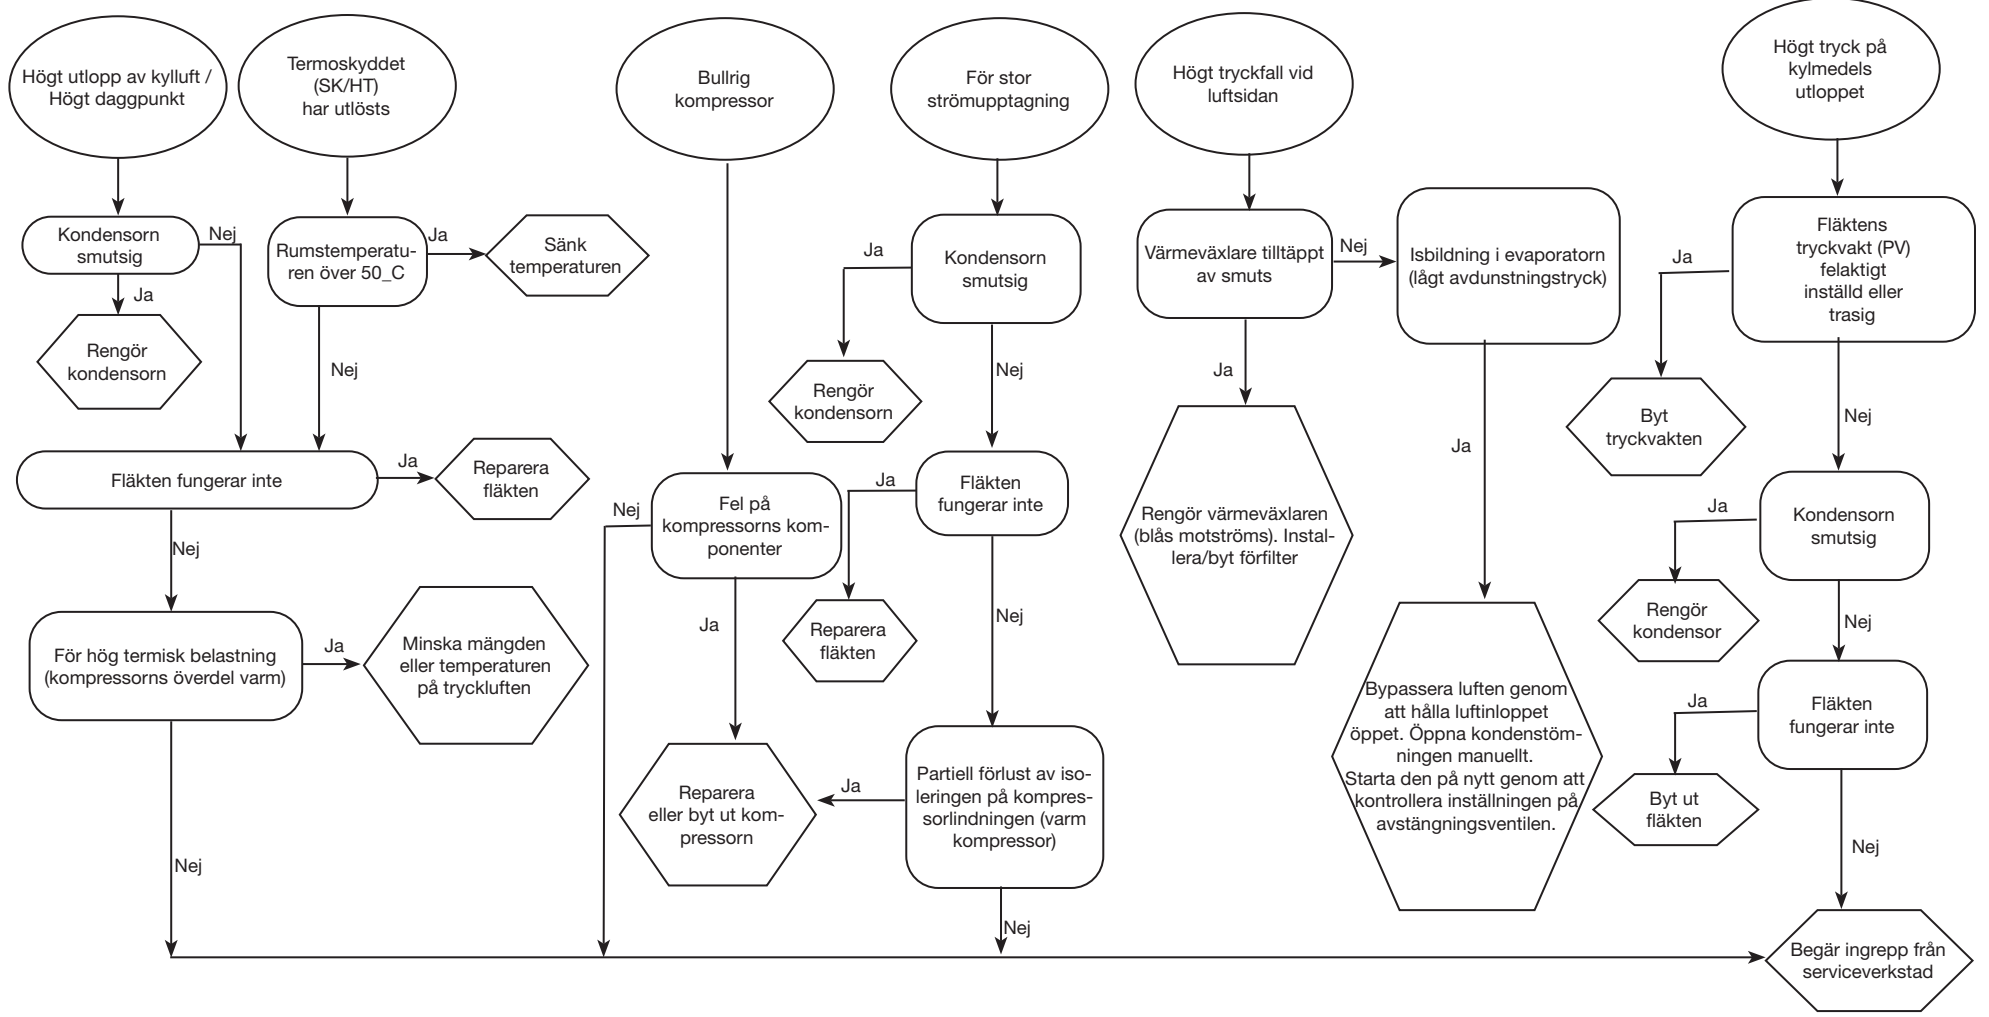 Högt utlopp av kylluft /
Högt daggpunkt
Termoskyddet
(SK/HT)
har utlösts
Bullrig
kompressor
För stor
strömupptagning
Högt tryckfall vid
luftsidan
Högt tryck på
kylmedels
utloppet
Kondensorn
smutsig
Nej
Ja
Rengör
kondensorn
Rumstemperatu-
ren över 50_C
Ja
Sänk
temperaturen
Nej
Fläkten fungerar inte
Ja
Reparera
fläkten
Nej
För hög termisk belastning
(kompressorns överdel varm)
Ja
Minska mängden
eller temperaturen
på tryckluften
Nej
Fel på
kompressorns kom-
ponenter
Nej
Ja
Reparera
eller byt ut kom-
pressorn
Kondensorn
smutsig
Ja
Rengör
kondensorn
Nej
Fläkten
fungerar inte
Ja
Reparera
fläkten
Nej
Partiell förlust av iso-
leringen på kompres-
sorlindningen (varm
kompressor)
Ja
Nej
Värmeväxlare tilltäppt
av smuts
Nej
Ja
Rengör värmeväxlaren
(blås motströms). Instal-
lera/byt förfilter
Isbildning i evaporatorn
(lågt avdunstningstryck)
Ja
Bypassera luften genom
att hålla luftinloppet
öppet. Öppna kondenstöm-
ningen manuellt.
Starta den på nytt genom att
kontrollera inställningen på
avstängningsventilen.
Fläktens
tryckvakt (PV)
felaktigt
inställd eller
trasig
Ja
Byt
tryckvakten
Nej
Kondensorn
smutsig
Ja
Rengör
kondensor
Nej
Fläkten
fungerar inte
Ja
Byt ut
fläkten
Nej
Begär ingrepp från
serviceverkstad